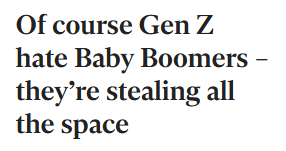 Of course Gen Z
hate Baby Boomers –
they’re stealing all
the space